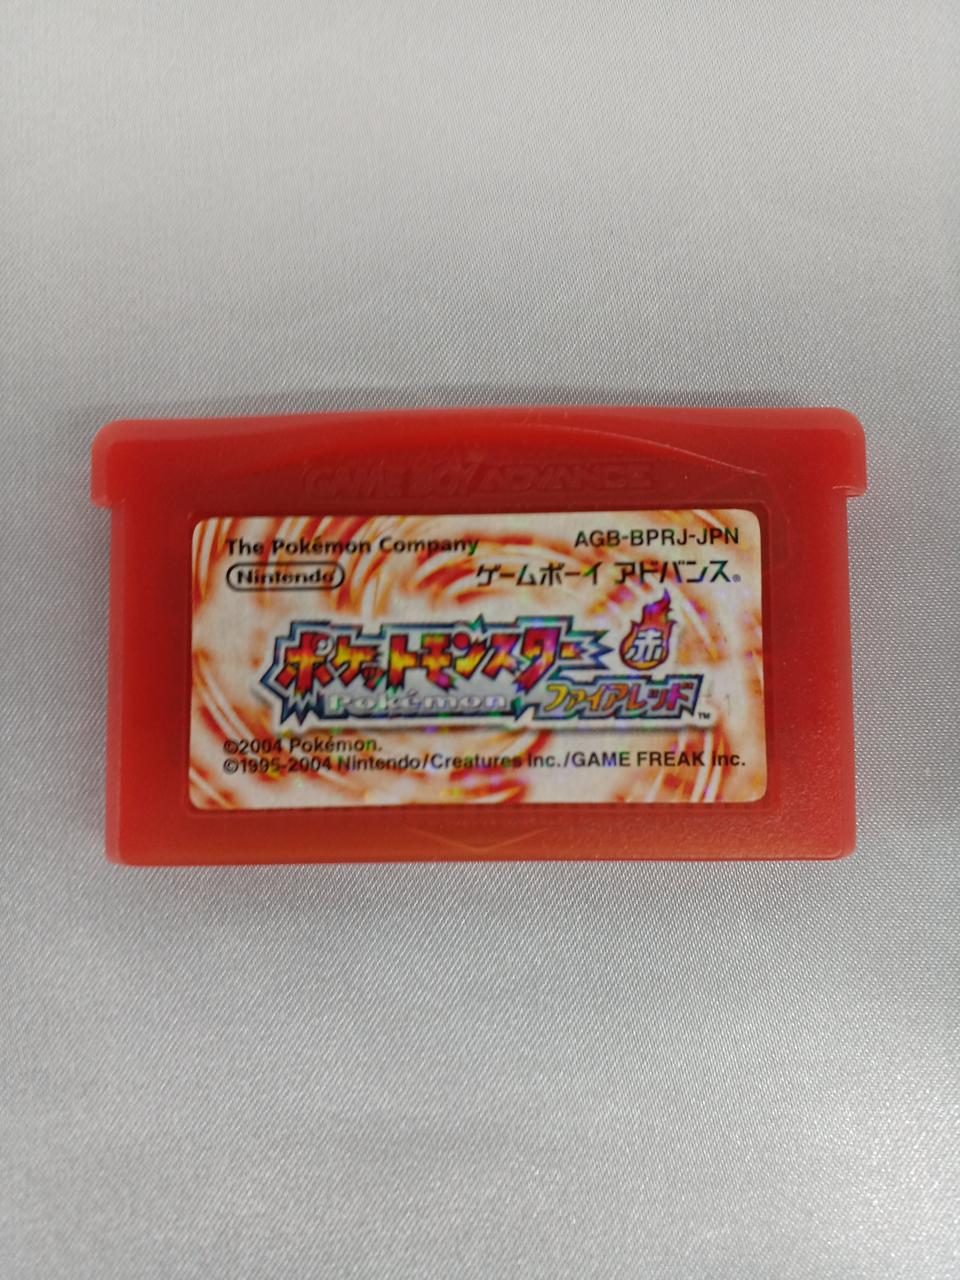 GAME BOY ADVANCE
The Pokémon Company
AGB-BPRJ-JPN
Nintendo
ゲームボーイ アドバンス®
ポケットモンスター 赤
Pokémon ファイアレッド™
©2004 Pokémon.
©1995-2004 Nintendo/Creatures Inc./GAME FREAK inc.